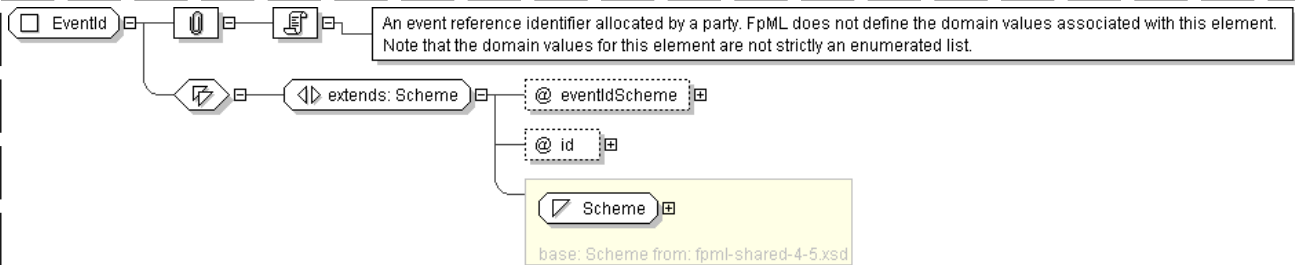 EventId
An event reference identifier allocated by a party. FpML does not define the domain values associated with this element.
Note that the domain values for this element are not strictly an enumerated list.
extends: Scheme
@ eventIdScheme
@ id
Scheme
base: Scheme from: fpml-shared-4-5.xsd